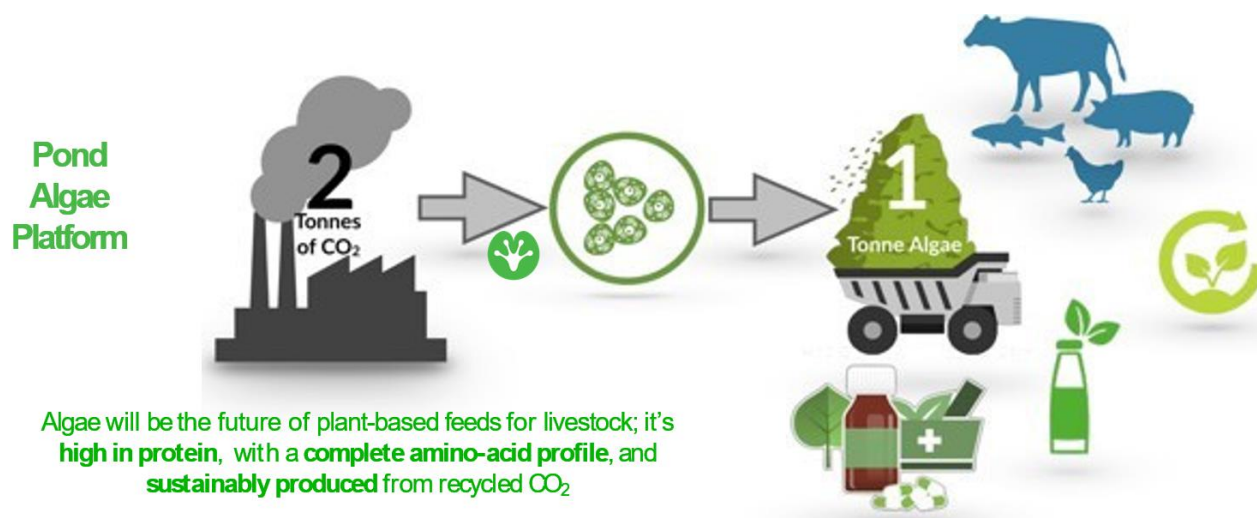 Pond
Algae
Platform
2
Tonnes
of CO₂
1
Tonne Algae
Algae will be the future of plant-based feeds for livestock; it's
high in protein, with a complete amino-acid profile, and
sustainably produced from recycled CO₂